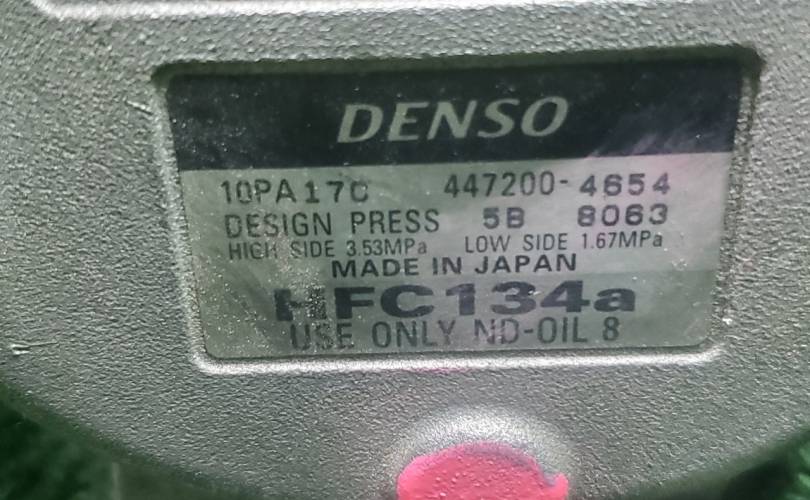 DENSO
10PA17C 447200-4654
DESIGN PRESS 5B 8063
HIGH SIDE 3.53MPa LOW SIDE 1.67MPa
MADE IN JAPAN
HFC134a
USE ONLY ND-OIL 8